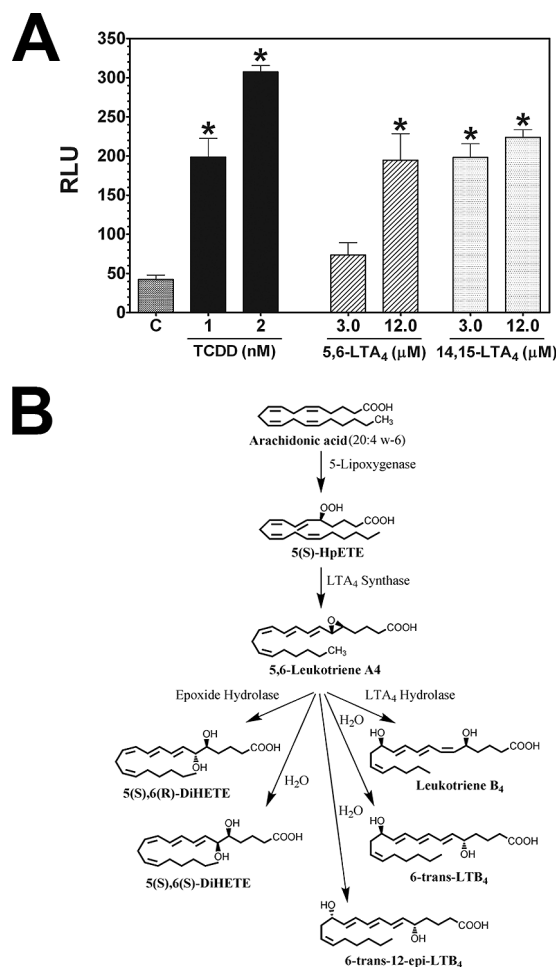 A
RLU
350
300
250
200
150
100
50
0
* * * * *
C 1 2 3.0 12.0 3.0 12.0
TCDD (nM) 5,6-LTA4 (µM) 14,15-LTA4 (µM)
B
COOH
CH3
Arachidonic acid (20:4 w-6)
5-Lipoxygenase
OOH
COOH
5(S)-HpETE
LTA4 Synthase
O
COOH
CH3
5,6-Leukotriene A4
Epoxide Hydrolase
LTA4 Hydrolase
H2O
OH
COOH
OH
5(S),6(R)-DiHETE
H2O
HO
OH
COOH
Leukotriene B4
OH
COOH
OH
5(S),6(S)-DiHETE
H2O
HO
COOH
OH
6-trans-LTB4
HO
COOH
OH
6-trans-12-epi-LTB4